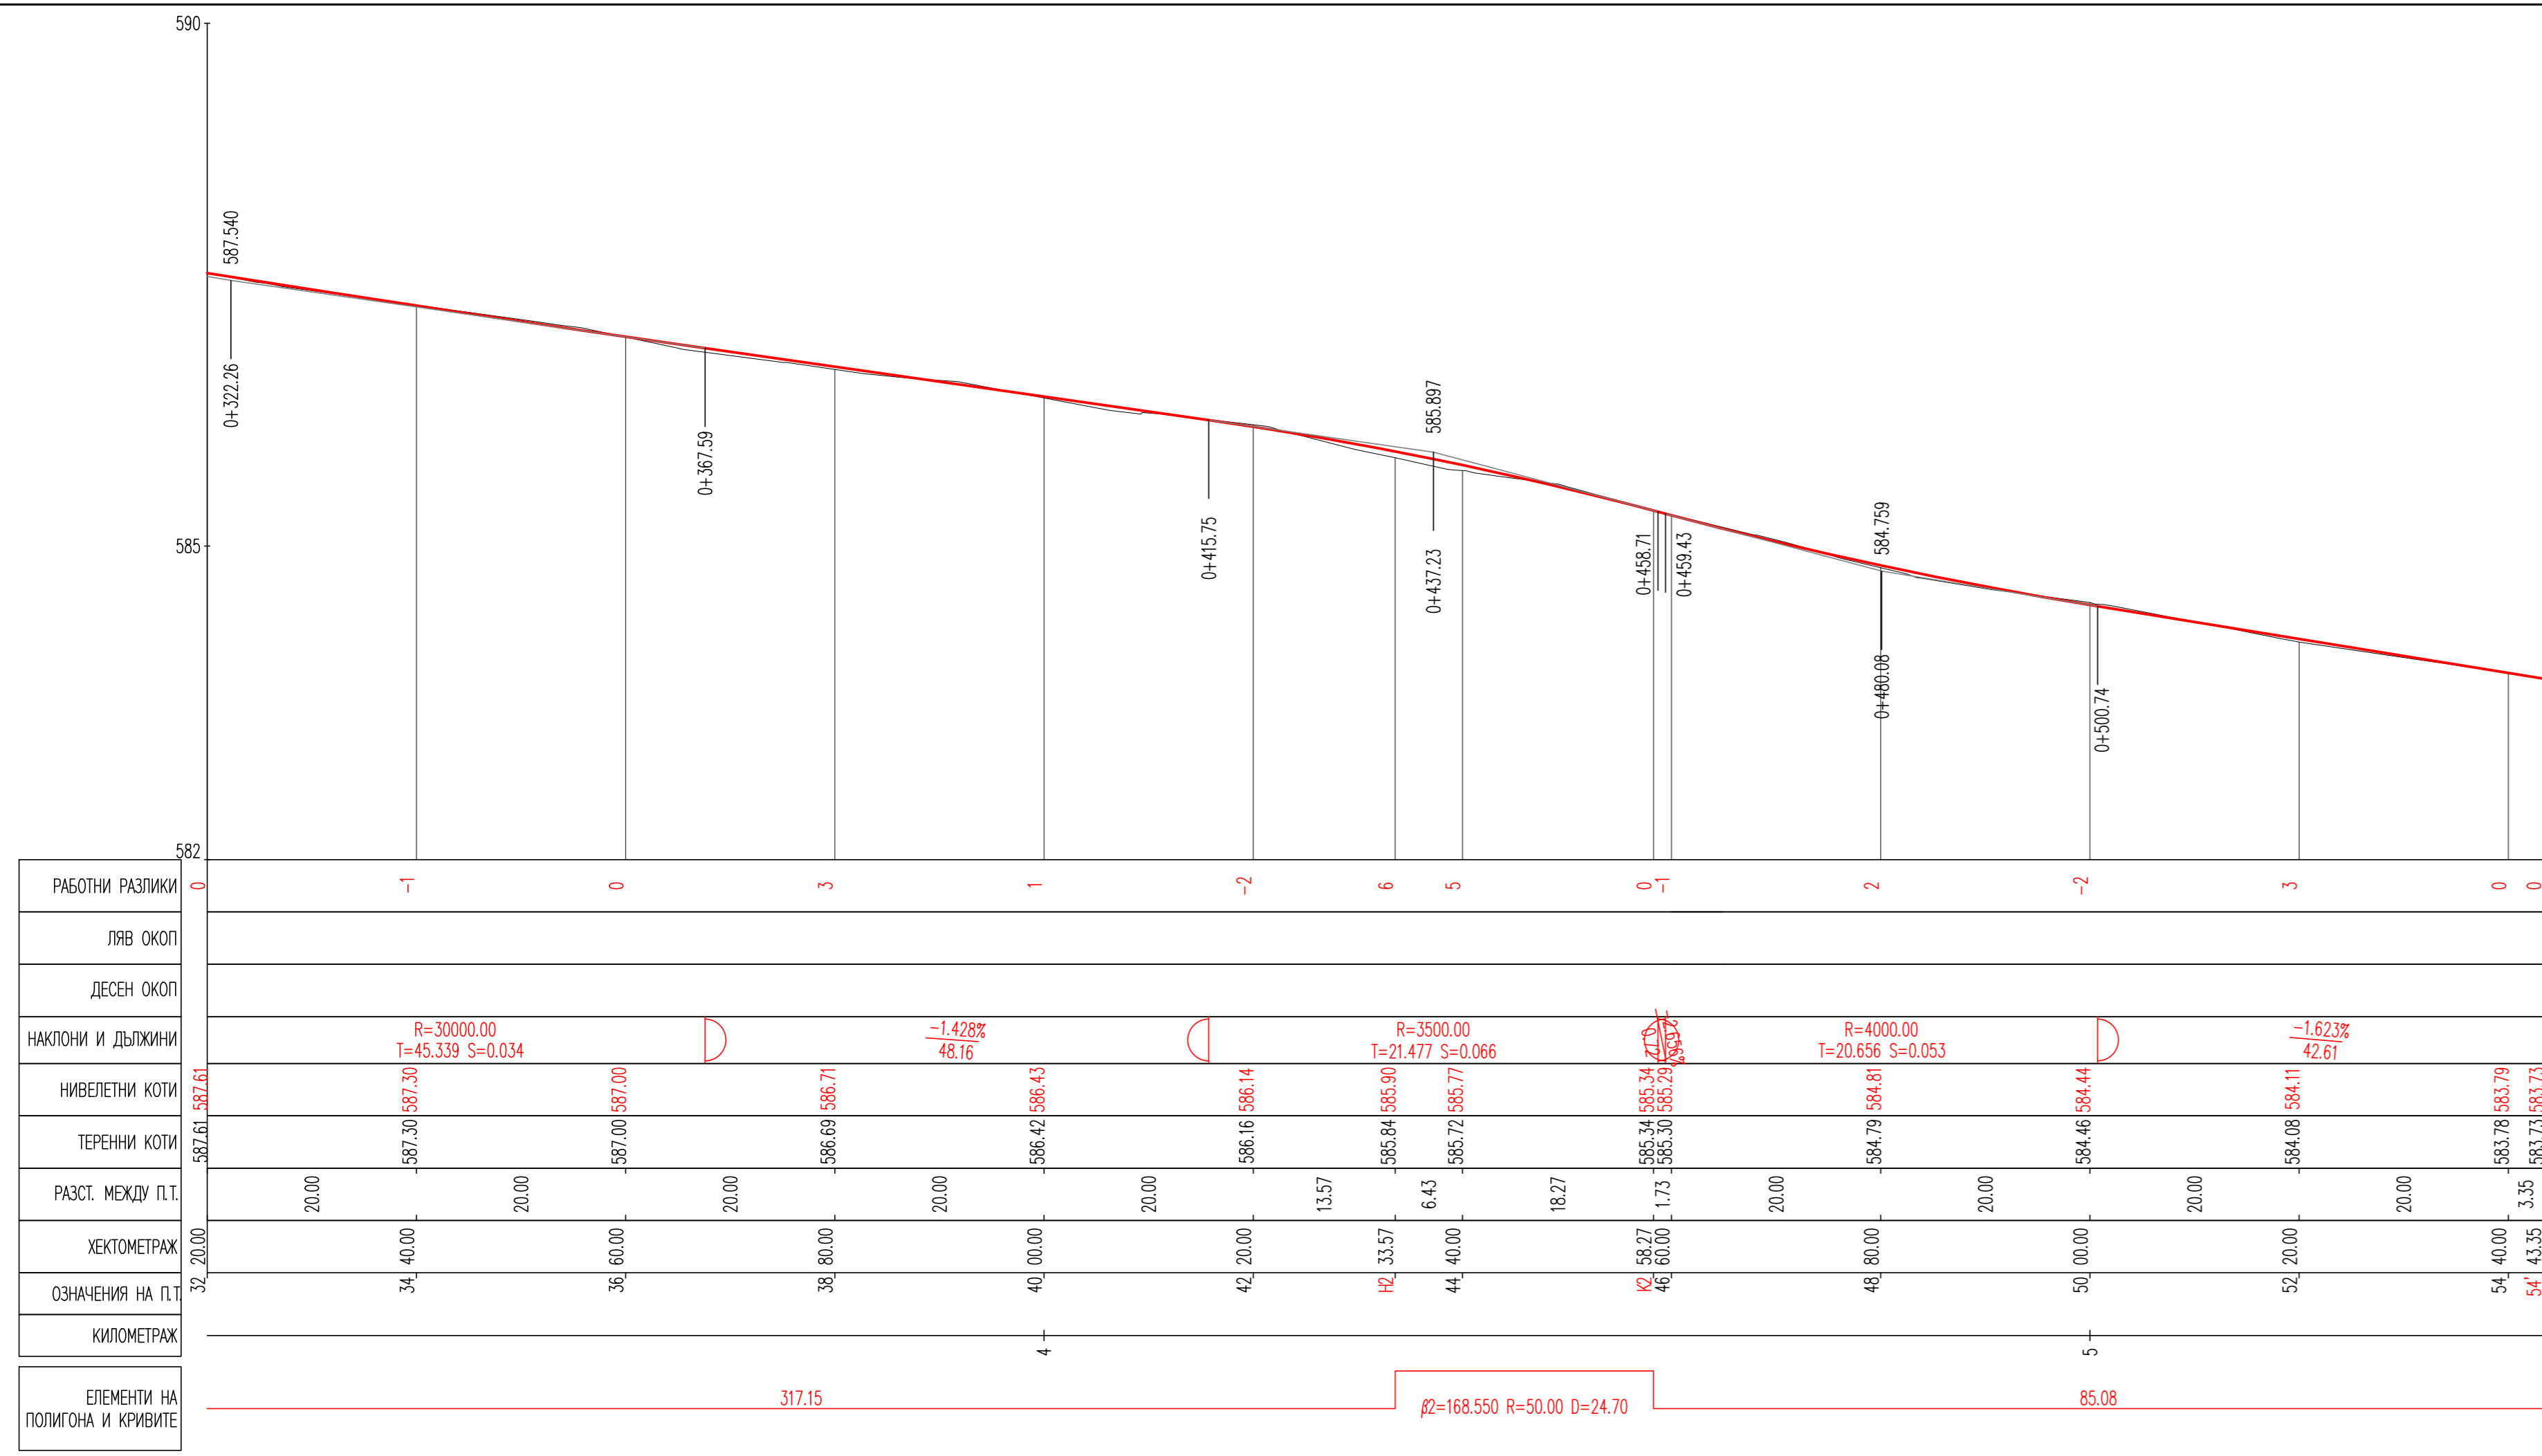 590
585
582
587.540
0+322.26
0+367.59
0+415.75
585.897
0+437.23
0+458.71
0+459.43
584.759
0+480.08
0+500.74
РАБОТНИ РАЗЛИКИ 0 -1 0 3 1 -2 6 5 0 -1 2 -2 3 0 0
ЛЯВ ОКОП
ДЕСЕН ОКОП
НАКЛОНИ И ДЪЛЖИНИ
R=30000.00
T=45.339 S=0.034
-1.428%
48.16
R=3500.00
T=21.477 S=0.066
-2.656%
0.72
R=4000.00
T=20.656 S=0.053
-1.623%
42.61
НИВЕЛЕТНИ КОТИ 587.61 587.30 587.00 586.71 586.43 586.14 585.90 585.77 585.34 585.29 584.81 584.44 584.11 583.79 583.73
ТЕРЕННИ КОТИ 587.61 587.30 587.00 586.69 586.42 586.16 585.84 585.72 585.34 585.30 584.79 584.46 584.08 583.78 583.73
РАЗСТ. МЕЖДУ П.Т. 20.00 20.00 20.00 20.00 20.00 13.57 6.43 18.27 1.73 20.00 20.00 20.00 20.00 3.35
ХЕКТОМЕТРАЖ 20.00 40.00 60.00 80.00 00.00 20.00 33.57 40.00 58.27 60.00 80.00 00.00 20.00 40.00 43.35
ОЗНАЧЕНИЯ НА П.Т. 32 34 36 38 40 42 Н2 44 К2 46 48 50 52 54 54'
КИЛОМЕТРАЖ 4 5
ЕЛЕМЕНТИ НА
ПОЛИГОНА И КРИВИТЕ
317.15
β2=168.550 R=50.00 D=24.70
85.08